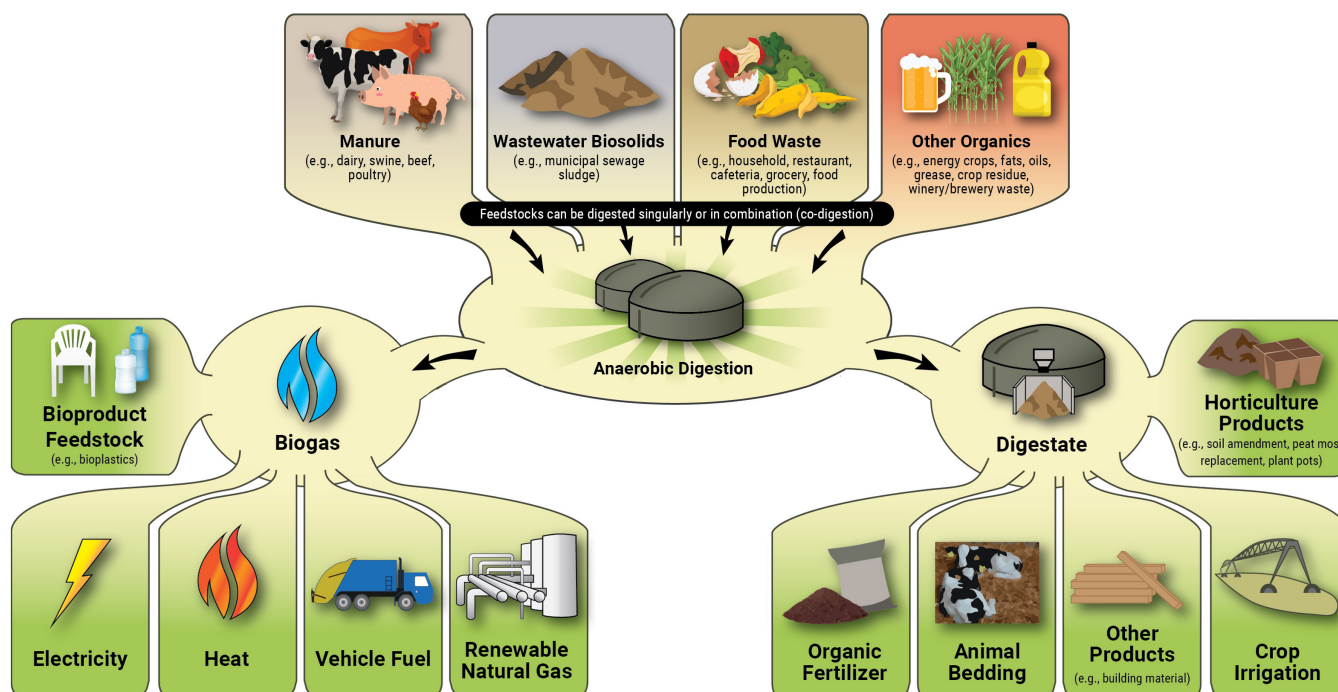 Manure
(e.g., dairy, swine, beef,
poultry)
Wastewater Biosolids
(e.g., municipal sewage
sludge)
Food Waste
(e.g., household, restaurant,
cafeteria, grocery, food
production)
Other Organics
(e.g., energy crops, fats, oils,
grease, crop residue,
winery/brewery waste)
Feedstocks can be digested singularly or in combination (co-digestion)
Anaerobic Digestion
Bioproduct
Feedstock
(e.g., bioplastics)
Biogas
Digestate
Horticulture
Products
(e.g., soil amendment, peat mos
replacement, plant pots)
Electricity
Heat
Vehicle Fuel
Renewable
Natural Gas
Organic
Fertilizer
Animal
Bedding
Other
Products
(e.g., building material)
Crop
Irrigation